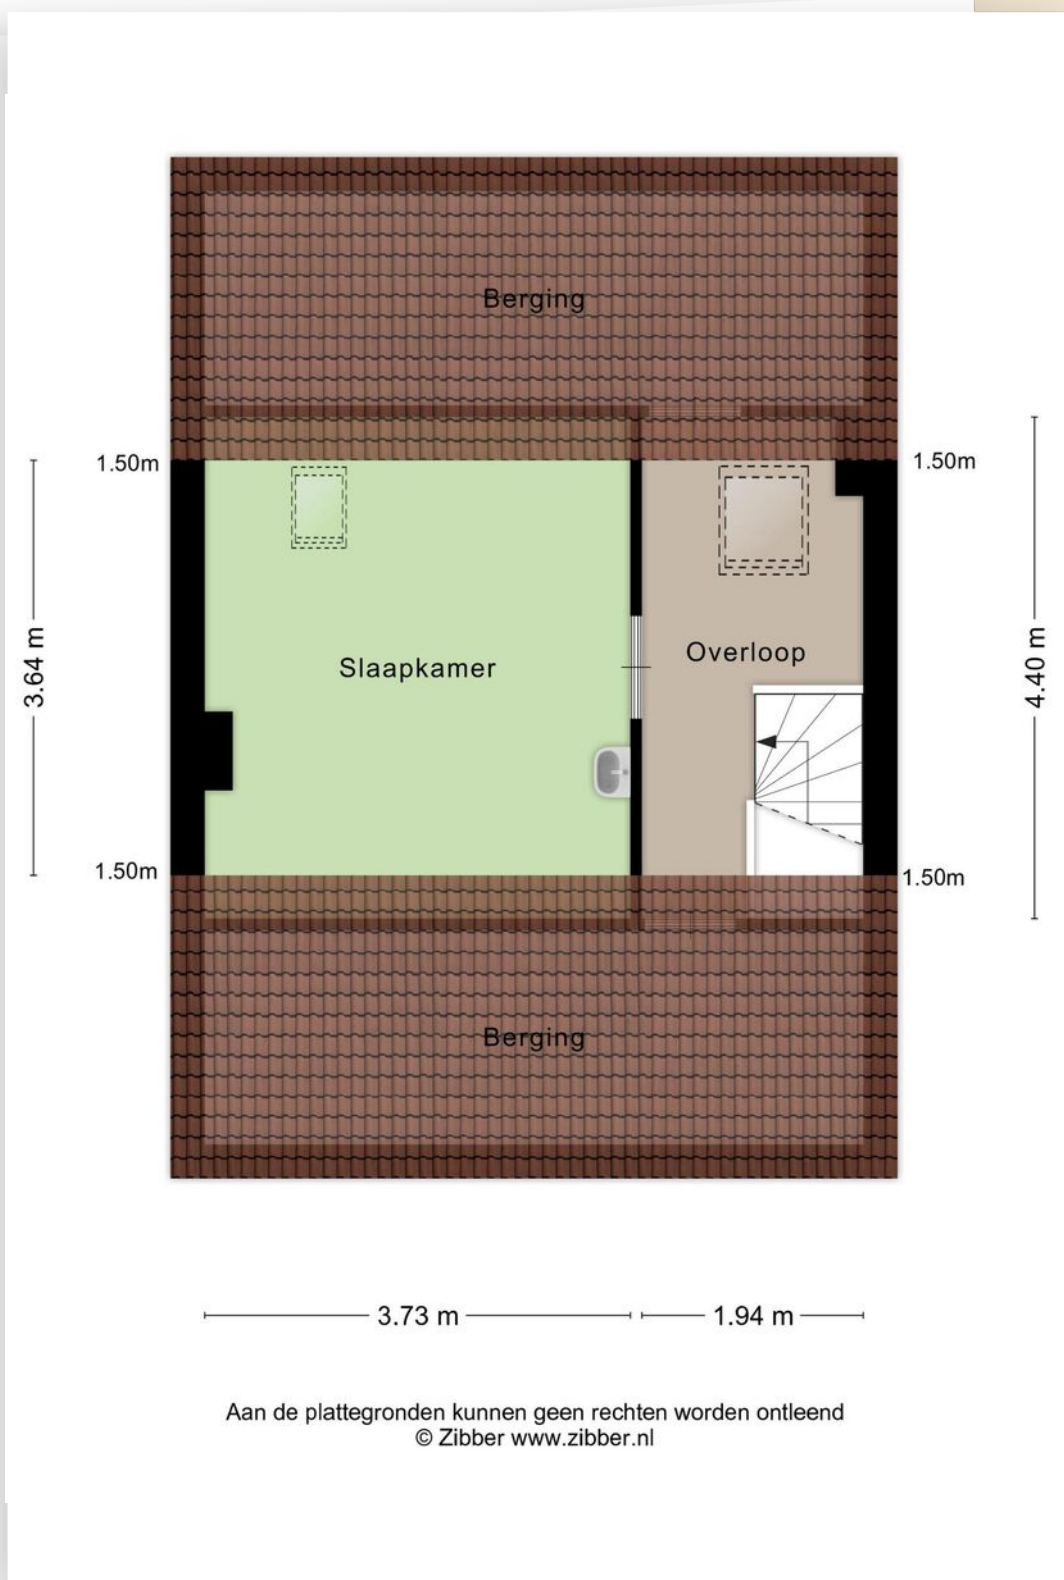 Berging
1.50m
1.50m
3.64 m
4.40 m
Slaapkamer
Overloop
1.50m
1.50m
Berging
3.73 m
1.94 m
Aan de plattegronden kunnen geen rechten worden ontleend
© Zibber www.zibber.nl